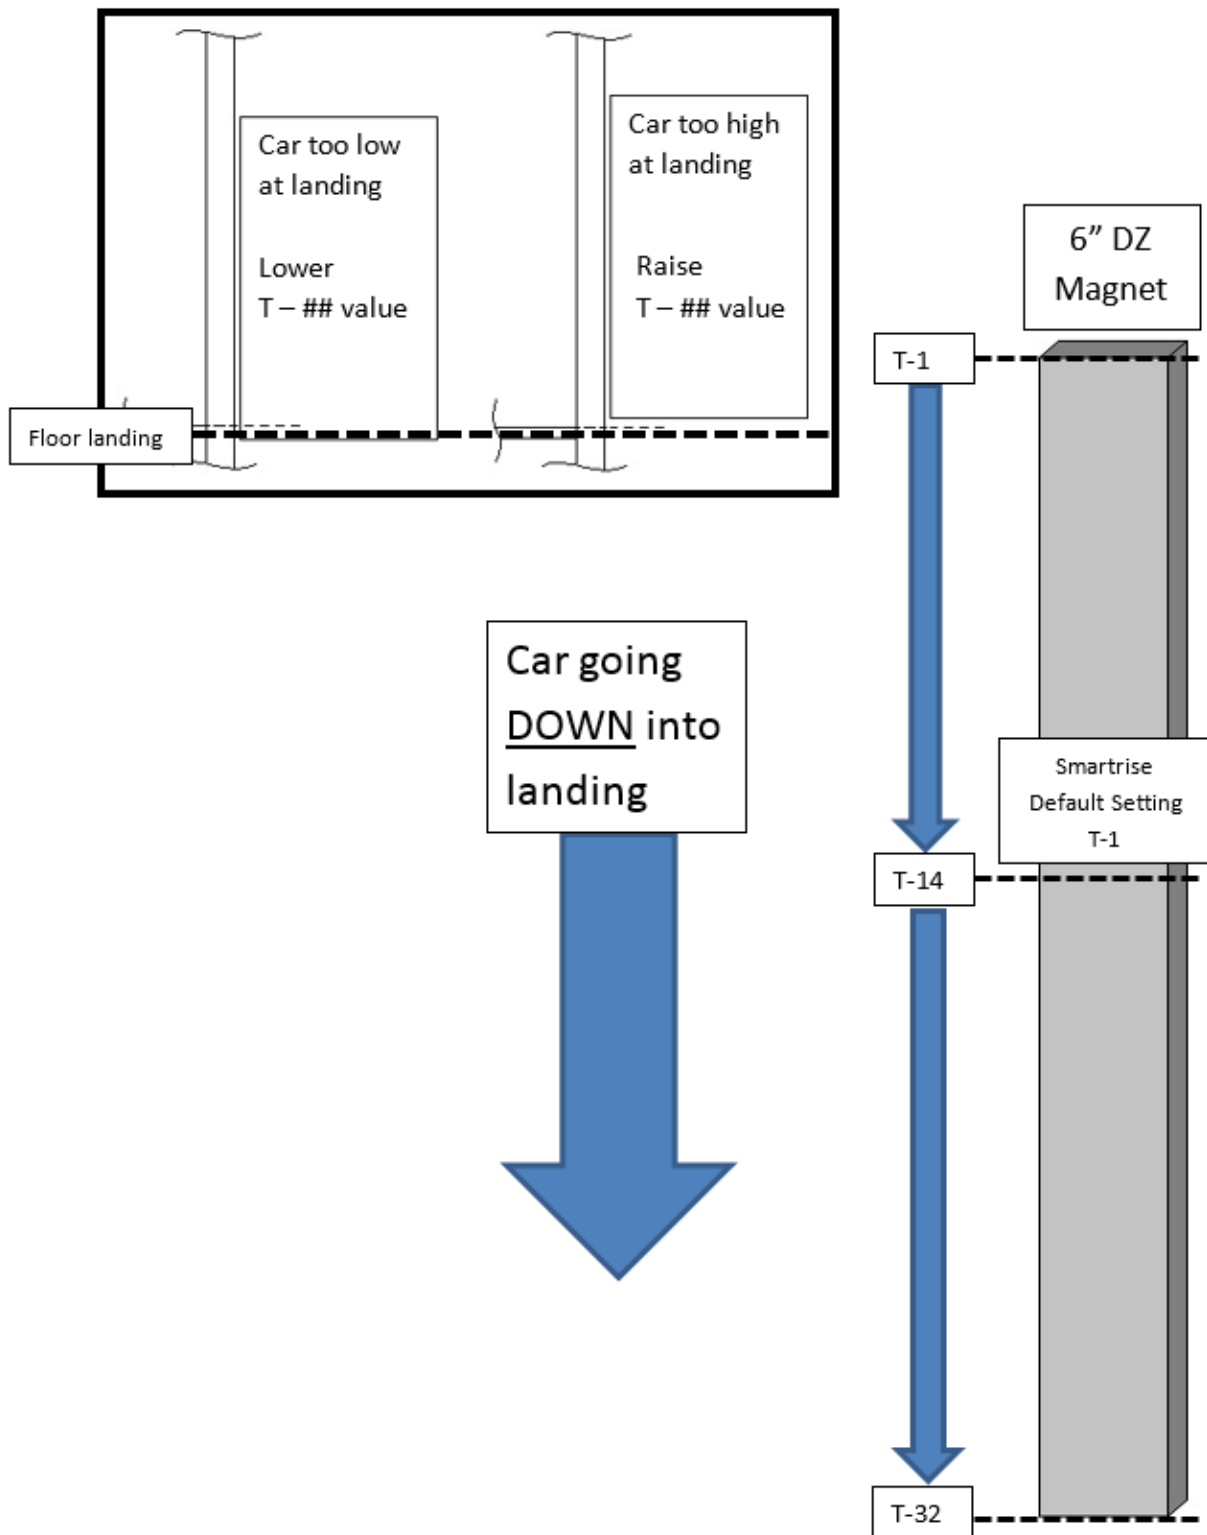 Car too low
at landing
Lower
T – ## value
Car too high
at landing
Raise
T – ## value
Floor landing
6” DZ
Magnet
T-1
Car going
DOWN into
landing
Smartrise
Default Setting
T-1
T-14
T-32